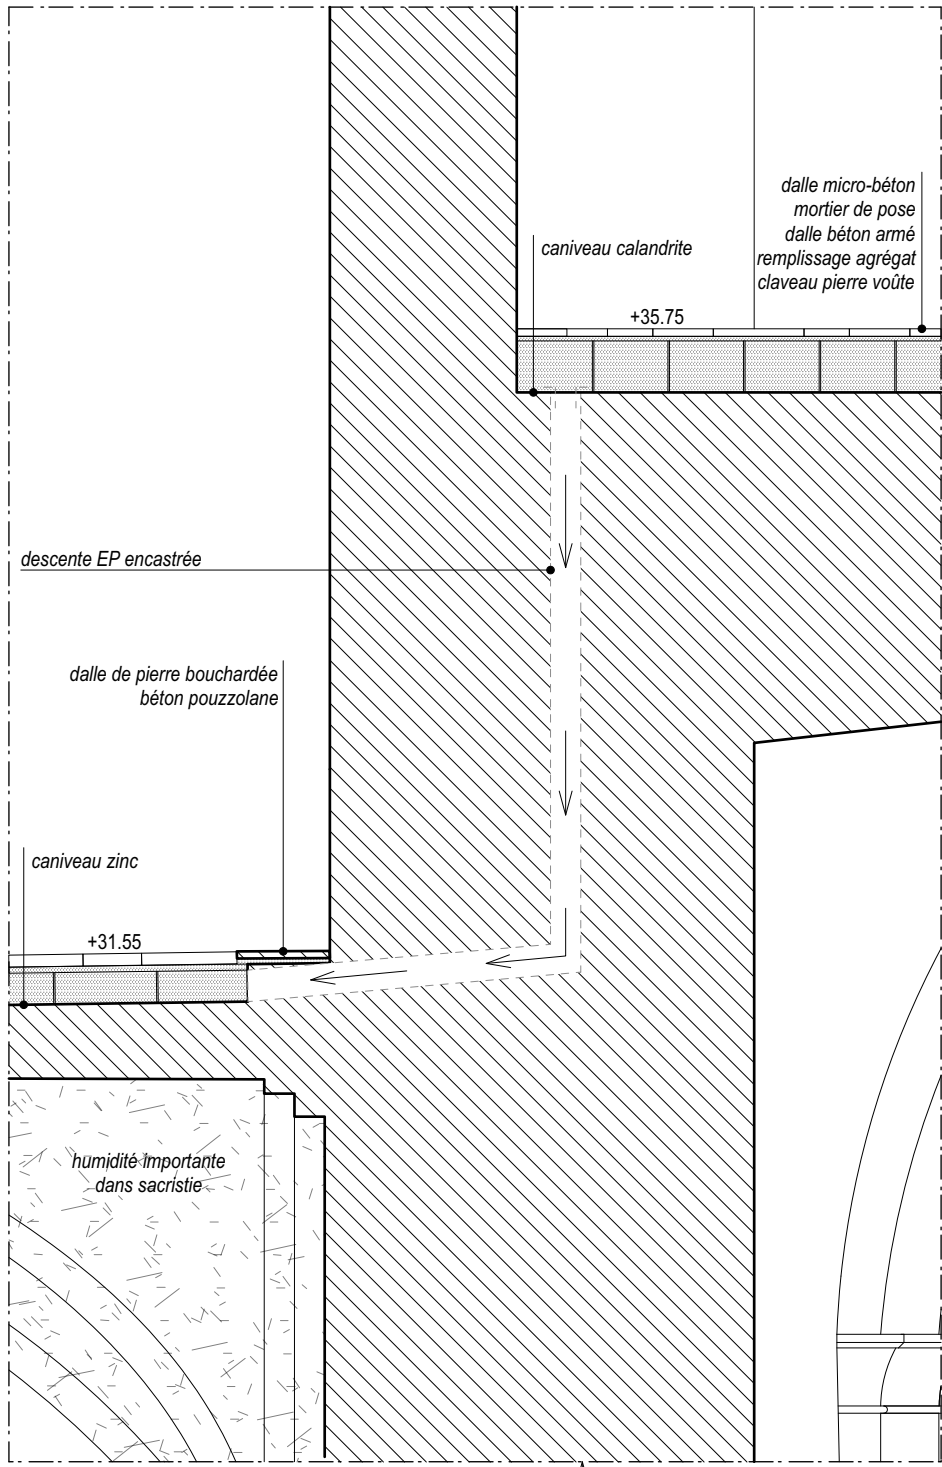 dalle micro-béton
mortier de pose
dalle béton armé
remplissage agrégat
claveau pierre voûte
caniveau calandrite
+35.75
descente EP encastrée
dalle de pierre bouchardée
béton pouzzolane
caniveau zinc
+31.55
humidité importante
dans sacristie